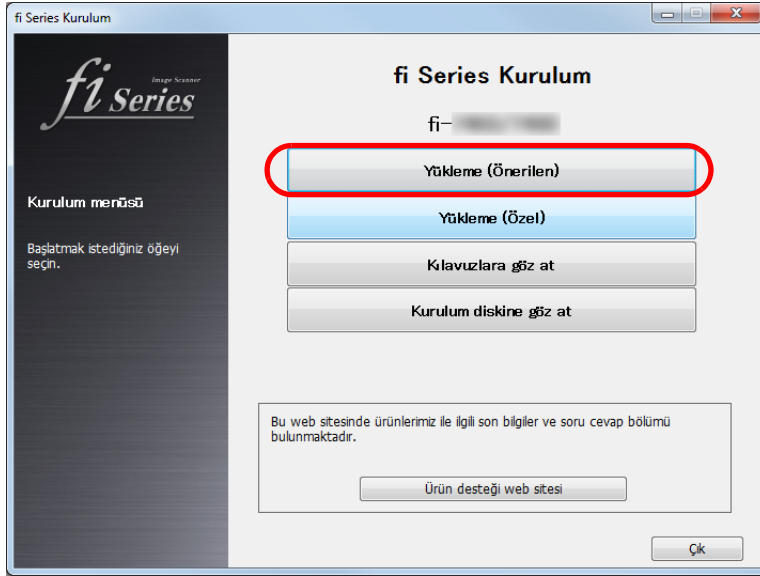 fi Series Kurulum
Image Scanner
fi Series
Kurulum menüsü
Başlatmak istediğiniz öğeyi
seçin.
fi Series Kurulum
fi-
Yükleme (Önerilen)
Yükleme (Özel)
Kılavuzlara göz at
Kurulum diskine göz at
Bu web sitesinde ürünlerimiz ile ilgili son bilgiler ve soru cevap bölümü
bulunmaktadır.
Ürün desteği web sitesi
Çık